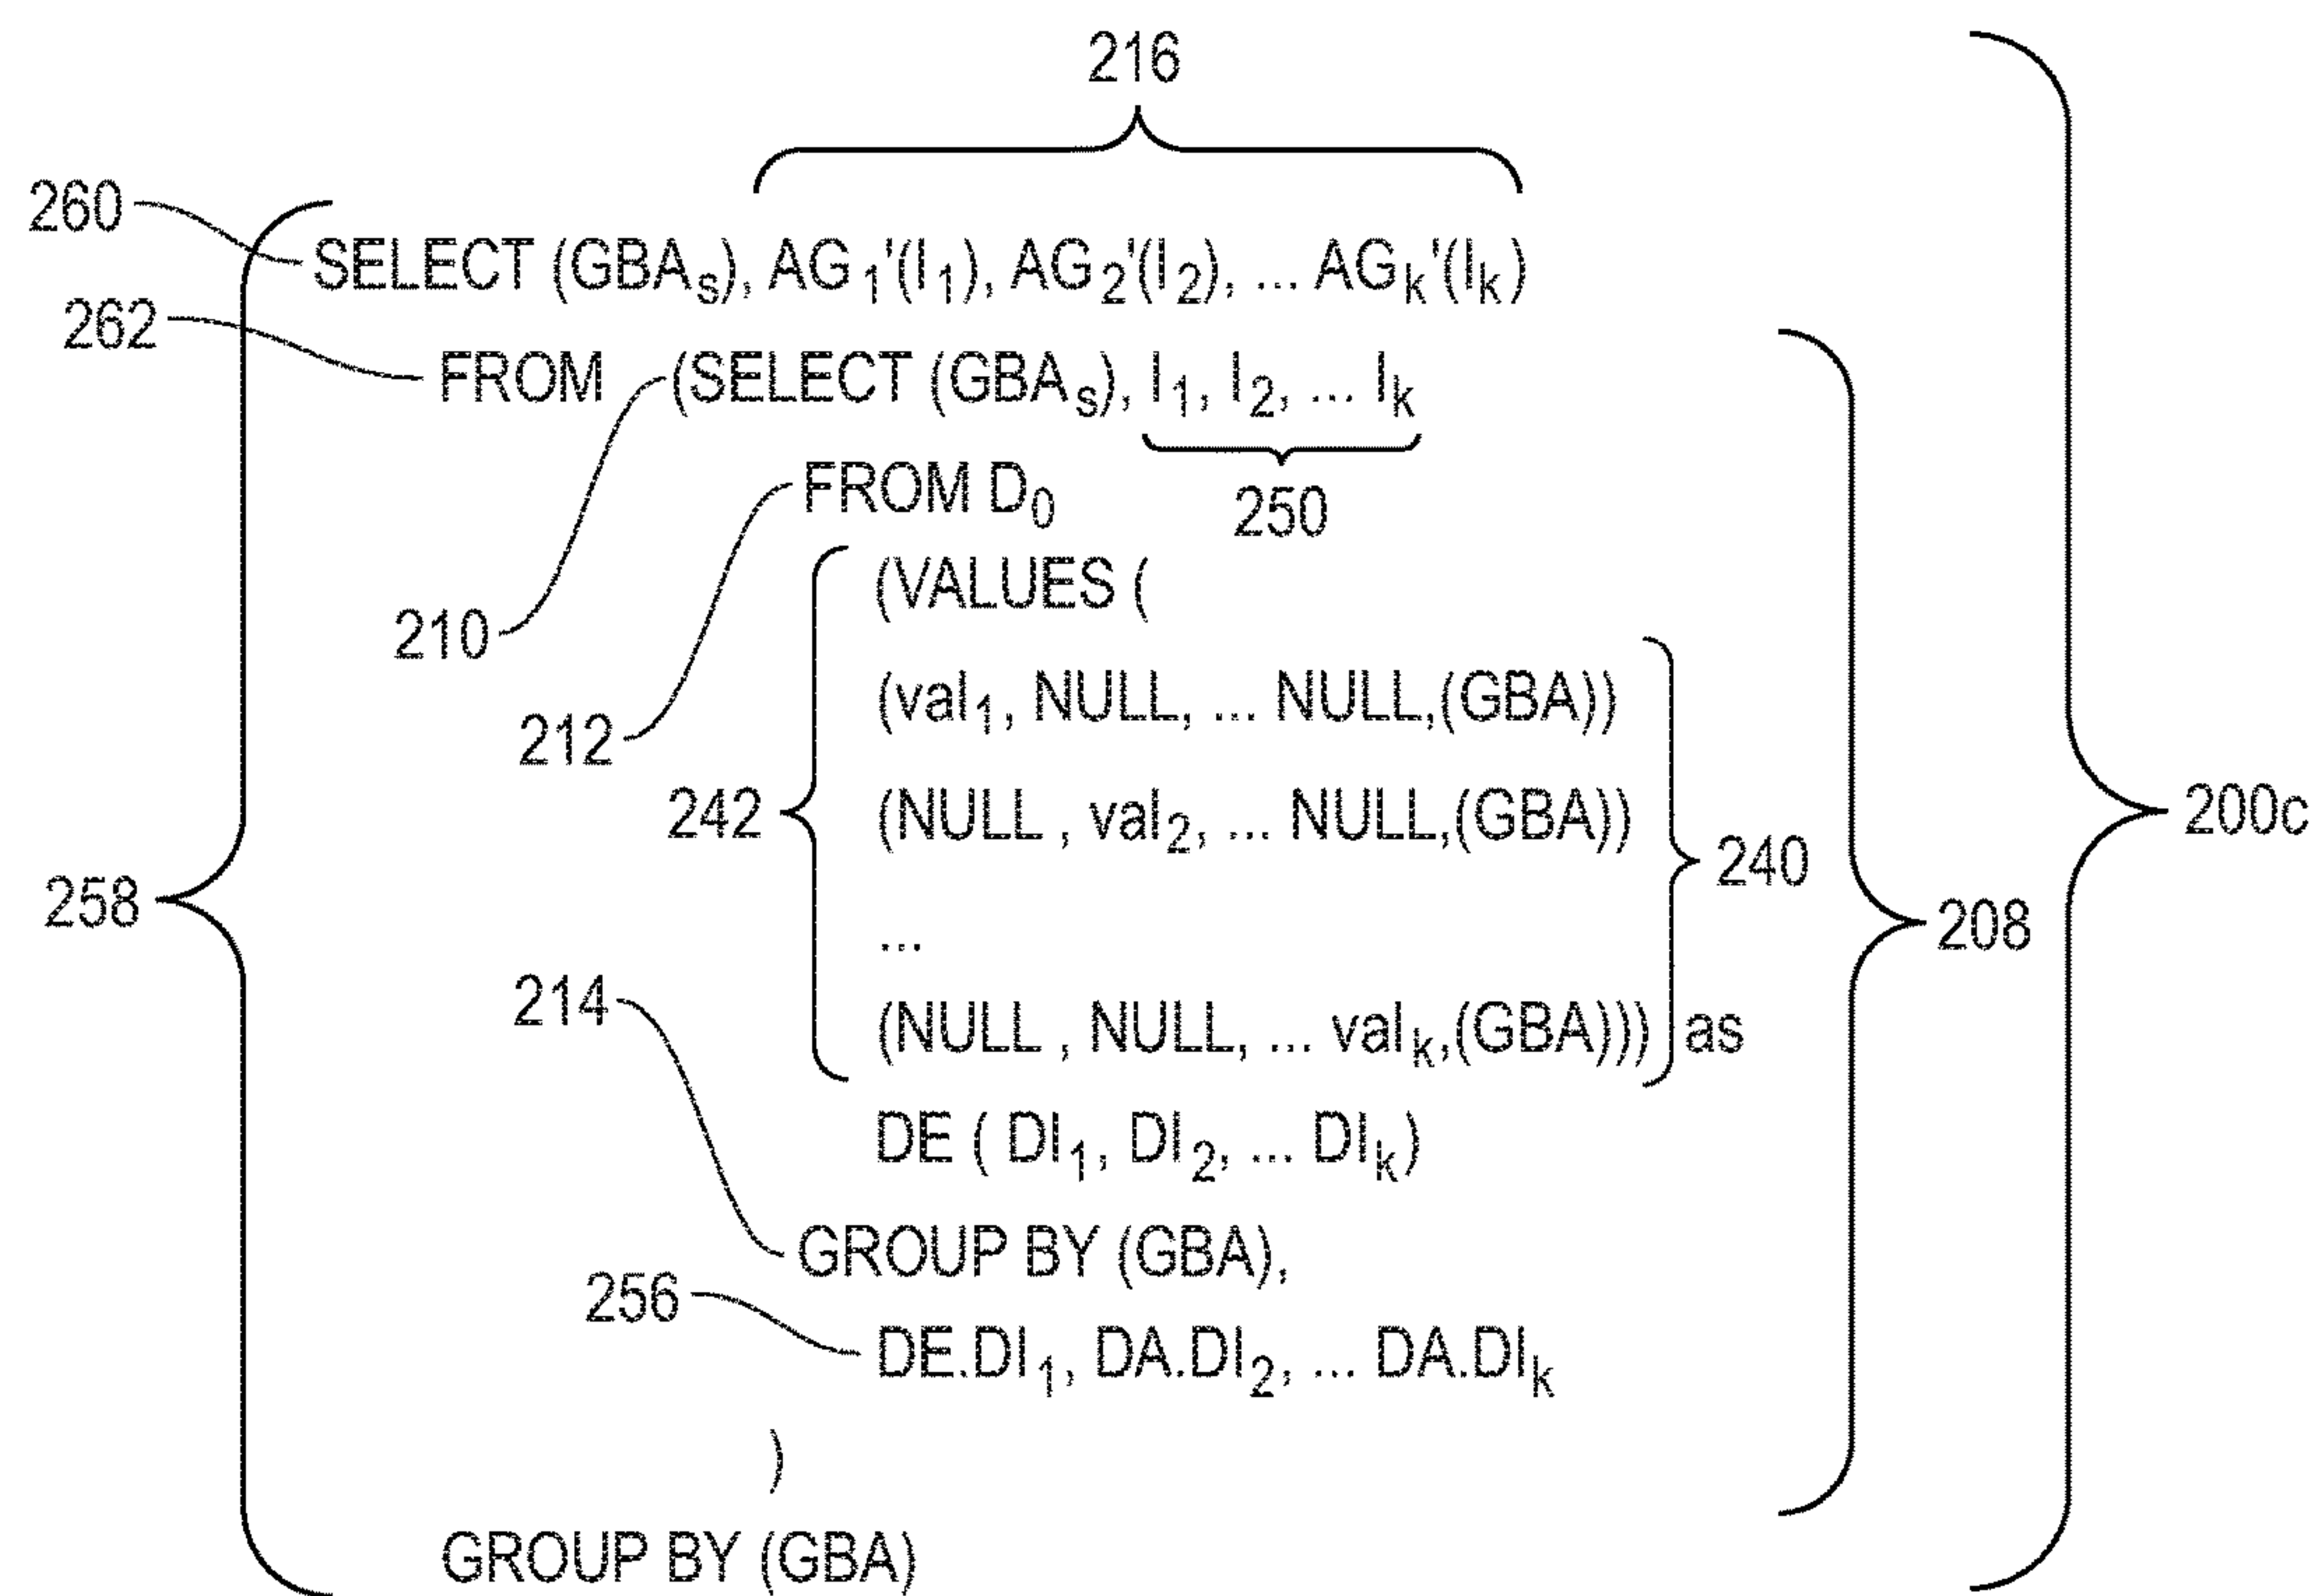 216
260 SELECT (GBAₛ), AG₁'(I₁), AG₂'(I₂), ... AGₖ'(Iₖ)
262 FROM (SELECT (GBAₛ), I₁, I₂, ... Iₖ
FROM D₀ 250
(VALUES (
210
(val₁, NULL, ... NULL,(GBA))
212
242 (NULL , val₂, ... NULL,(GBA)) 200c
240
258 ... 208
214
(NULL , NULL, ... valₖ,(GBA))) as
DE ( DI₁, DI₂, ... DIₖ)
GROUP BY (GBA),
256
DE.DI₁, DA.DI₂, ... DA.DIₖ
)
GROUP BY (GBA)